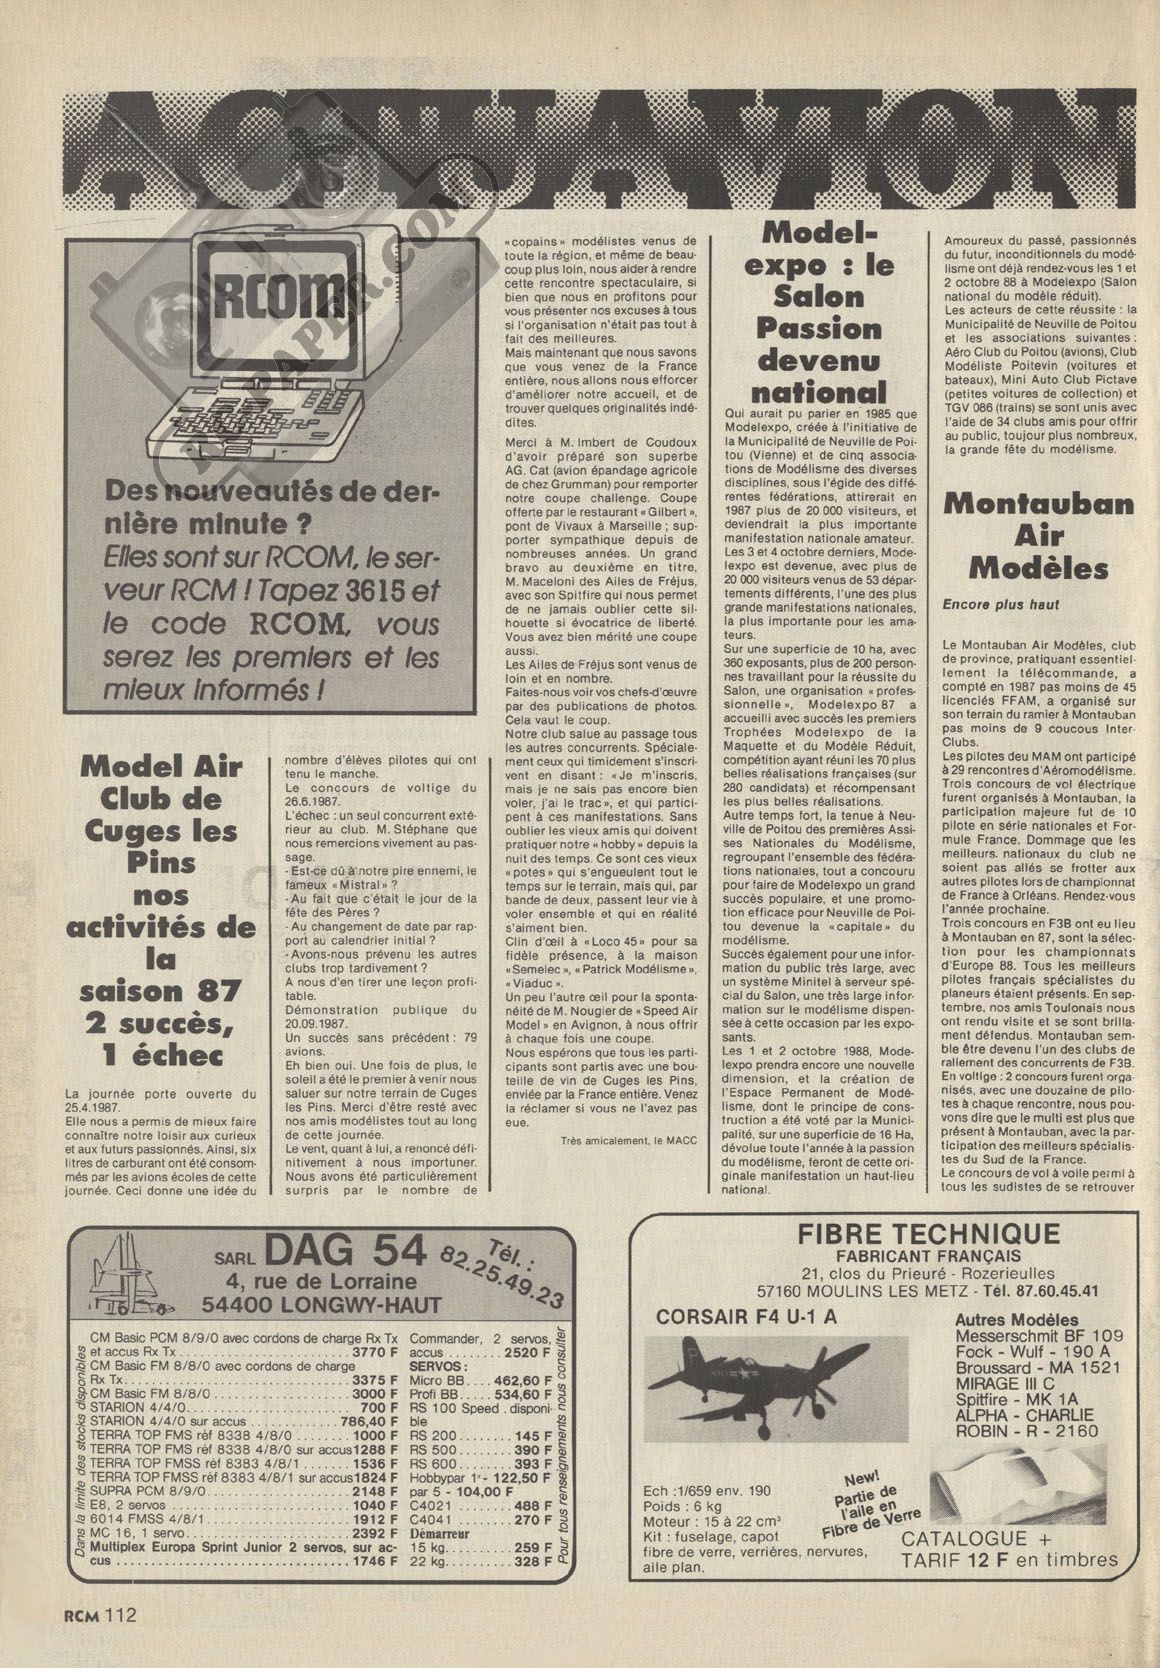 ACTUAVION
RCOM
Des nouveautés de der-
nière minute ?
Elles sont sur RCOM, le ser-
veur RCM ! Tapez 3615 et
le code RCOM, vous
serez les premiers et les
mieux informés !
Model Air
Club de
Cuges les
Pins
nos
activités de
la
saison 87
2 succès,
1 échec
La journée porte ouverte du
25.4.1987.
Elle nous a permis de mieux faire
connaître notre loisir aux curieux
et aux futurs passionnés. Ainsi, six
litres de carburant ont été consom-
més par les avions écoles de cette
journée. Ceci donne une idée du
nombre d'élèves pilotes qui ont
tenu le manche.
Le concours de voltige du
26.6.1987.
L'échec : un seul concurrent exté-
rieur au club. M. Stéphane que
nous remercions vivement au pas-
sage.
- Est-ce dû à notre pire ennemi, le
fameux « Mistral » ?
- Au fait que c'était le jour de la
fête des Pères ?
- Au changement de date par rap-
port au calendrier initial ?
- Avons-nous prévenu les autres
clubs trop tardivement ?
A nous d'en tirer une leçon profi-
table.
Démonstration publique du
20.09.1987.
Un succès sans précédent : 79
avions.
Eh bien oui. Une fois de plus, le
soleil a été le premier à venir nous
saluer sur notre terrain de Cuges
les Pins. Merci d'être resté avec
nos amis modélistes tout au long
de cette journée.
Le vent, quant à lui, a renoncé défi-
nitivement à nous importuner.
Nous avons été particulièrement
surpris par le nombre de
« copains » modélistes venus de
toute la région, et même de beau-
coup plus loin, nous aider à rendre
cette rencontre spectaculaire, si
bien que nous en profitons pour
vous présenter nos excuses à tous
si l'organisation n'était pas tout à
fait des meilleures.
Mais maintenant que nous savons
que vous venez de la France
entière, nous allons nous efforcer
d'améliorer notre accueil, et de
trouver quelques originalités indé-
dites.
Merci à M. Imbert de Coudoux
d'avoir préparé son superbe
AG. Cat (avion épandage agricole
de chez Grumman) pour remporter
notre coupe challenge. Coupe
offerte par le restaurant « Gilbert »,
pont de Vivaux à Marseille ; sup-
porter sympathique depuis de
nombreuses années. Un grand
bravo au deuxième en titre,
M. Maceloni des Ailes de Fréjus,
avec son Spitfire qui nous permet
de ne jamais oublier cette sil-
houette si évocatrice de liberté.
Vous avez bien mérité une coupe
aussi.
Les Ailes de Fréjus sont venus de
loin et en nombre.
Faites-nous voir vos chefs-d'œuvre
par des publications de photos.
Cela vaut le coup.
Notre club salue au passage tous
les autres concurrents. Spéciale-
ment ceux qui timidement s'inscri-
vent en disant : « Je m'inscris,
mais je ne sais pas encore bien
voler, j'ai le trac », et qui partici-
pent à ces manifestations. Sans
oublier les vieux amis qui doivent
pratiquer notre « hobby » depuis la
nuit des temps. Ce sont ces vieux
« potes » qui s'engueulent tout le
temps sur le terrain, mais qui, par
bande de deux, passent leur vie à
voler ensemble et qui en réalité
s'aiment bien.
Clin d'œil à « Loco 45 » pour sa
fidèle présence, à la maison
« Semelec », « Patrick Modélisme »,
« Viaduc ».
Un peu l'autre œil pour la sponta-
néité de M. Nougier de « Speed Air
Model » en Avignon, à nous offrir
à chaque fois une coupe.
Nous espérons que tous les parti-
cipants sont partis avec une bou-
teille de vin de Cuges les Pins,
enviée par la France entière. Venez
la réclamer si vous ne l'avez pas
eue.
Très amicalement, le MACC
Model-
expo : le
Salon
Passion
devenu
national
Qui aurait pu parier en 1985 que
Modelexpo, créée à l'initiative de
la Municipalité de Neuville de Poi-
tou (Vienne) et de cinq associa-
tions de Modélisme des diverses
disciplines, sous l'égide des diffé-
rentes fédérations, attirerait en
1987 plus de 20 000 visiteurs, et
deviendrait la plus importante
manifestation nationale amateur.
Les 3 et 4 octobre derniers, Mode-
lexpo est devenue, avec plus de
20 000 visiteurs venus de 53 dépar-
tements différents, l'une des plus
grande manifestations nationales,
la plus importante pour les ama-
teurs.
Sur une superficie de 10 ha, avec
360 exposants, plus de 200 person-
nes travaillant pour la réussite du
Salon, une organisation « profes-
sionnelle », Modelexpo 87 a
accueilli avec succès les premiers
Trophées Modelexpo de la
Maquette et du Modèle Réduit,
compétition ayant réuni les 70 plus
belles réalisations françaises (sur
280 candidats) et récompensant
les plus belles réalisations.
Autre temps fort, la tenue à Neu-
ville de Poitou des premières Assi-
ses Nationales du Modélisme,
regroupant l'ensemble des fédéra-
tions nationales, tout a concouru
pour faire de Modelexpo un grand
succès populaire, et une promo-
tion efficace pour Neuville de Poi-
tou devenue la « capitale » du
modélisme.
Succès également pour une infor-
mation du public très large, avec
un système Minitel à serveur spé-
cial du Salon, une très large infor-
mation sur le modélisme dispen-
sée à cette occasion par les expo-
sants.
Les 1 et 2 octobre 1988, Mode-
lexpo prendra encore une nouvelle
dimension, et la création de
l'Espace Permanent de Modé-
lisme, dont le principe de cons-
truction a été voté par la Munici-
palité, sur une superficie de 16 Ha,
dévolue toute l'année à la passion
du modélisme, feront de cette ori-
ginale manifestation un haut-lieu
national.
Amoureux du passé, passionnés
du futur, inconditionnels du modé-
lisme ont déjà rendez-vous les 1 et
2 octobre 88 à Modelexpo (Salon
national du modèle réduit).
Les acteurs de cette réussite : la
Municipalité de Neuville de Poitou
et les associations suivantes :
Aéro Club du Poitou (avions), Club
Modéliste Poitevin (voitures et
bateaux), Mini Auto Club Pictave
(petites voitures de collection) et
TGV 086 (trains) se sont unis avec
l'aide de 34 clubs amis pour offrir
au public, toujour plus nombreux,
la grande fête du modélisme.
Montauban
Air
Modèles
Encore plus haut
Le Montauban Air Modèles, club
de province, pratiquant essentiel-
lement la télécommande, a
compté en 1987 pas moins de 45
licenciés FFAM, a organisé sur
son terrain du ramier à Montauban
pas moins de 9 coucous Inter-
Clubs.
Les pilotes deu MAM ont participé
à 29 rencontres d'Aéromodélisme.
Trois concours de vol électrique
furent organisés à Montauban, la
participation majeure fut de 10
pilote en série nationales et For-
mule France. Dommage que les
meilleurs nationaux du club ne
soient pas allés se frotter aux
autres pilotes lors de championnat
de France à Orléans. Rendez-vous
l'année prochaine.
Trois concours en F3B ont eu lieu
à Montauban en 87, sont la sélec-
tion pour les championnats
d'Europe 88. Tous les meilleurs
pilotes français spécialistes du
planeurs étaient présents. En sep-
tembre, nos amis Toulonais nous
ont rendu visite et se sont brilla-
ment défendus. Montauban sem-
ble être devenu l'un des clubs de
rallement des concurrents de F3B.
En voltige : 2 concours furent orga-
nisés, avec une douzaine de pilo-
tes à chaque rencontre, nous pou-
vons dire que le multi est plus que
présent à Montauban, avec la par-
ticipation des meilleurs spécialis-
tes du Sud de la France.
Le concours de vol à voile permi à
tous les sudistes de se retrouver
SARL DAG 54
Tél. :
82.25.49.23
4, rue de Lorraine
54400 LONGWY-HAUT
Dans la limite des stocks disponibles
CM Basic PCM 8/9/0 avec cordons de charge Rx Tx
et accus Rx Tx 3770 F
CM Basic FM 8/8/0 avec cordons de charge
Rx Tx 3375 F
CM Basic FM 8/8/0 3000 F
STARION 4/4/0 700 F
STARION 4/4/0 sur accus 786,40 F
TERRA TOP FMS réf 8338 4/8/0 1000 F
TERRA TOP FMS réf 8338 4/8/0 sur accus 1288 F
TERRA TOP FMSS réf 8383 4/8/1 1536 F
TERRA TOP FMSS réf 8383 4/8/1 sur accus 1824 F
SUPRA PCM 8/9/0 2148 F
E8, 2 servos 1040 F
6014 FMSS 4/8/1 1912 F
MC 16, 1 servo 2392 F
Multiplex Europa Sprint Junior 2 servos, sur ac-
cus 1746 F
Commander, 2 servos,
accus 2520 F
SERVOS :
Micro BB 462,60 F
Profi BB 534,60 F
RS 100 Speed . disponi-
ble
RS 200 145 F
RS 500 390 F
RS 600 393 F
Hobbypar 1 - 122,50 F
par 5 - 104,00 F
C4021 488 F
C4041 270 F
Démarreur
15 kg 259 F
22 kg 328 F
Pour tous renseignements nous consulter
FIBRE TECHNIQUE
FABRICANT FRANÇAIS
21, clos du Prieuré - Rozerieulles
57160 MOULINS LES METZ - Tél. 87.60.45.41
CORSAIR F4 U-1 A
Ech :1/659 env. 190
Poids : 6 kg
Moteur : 15 à 22 cm³
Kit : fuselage, capot
fibre de verre, verrières, nervures,
aile plan.
Autres Modèles
Messerschmit BF 109
Fock - Wulf - 190 A
Broussard - MA 1521
MIRAGE III C
Spitfire - MK 1A
ALPHA - CHARLIE
ROBIN - R - 2160
New!
Partie de
l'aile en
Fibre de Verre
CATALOGUE +
TARIF 12 F en timbres
RCM 112